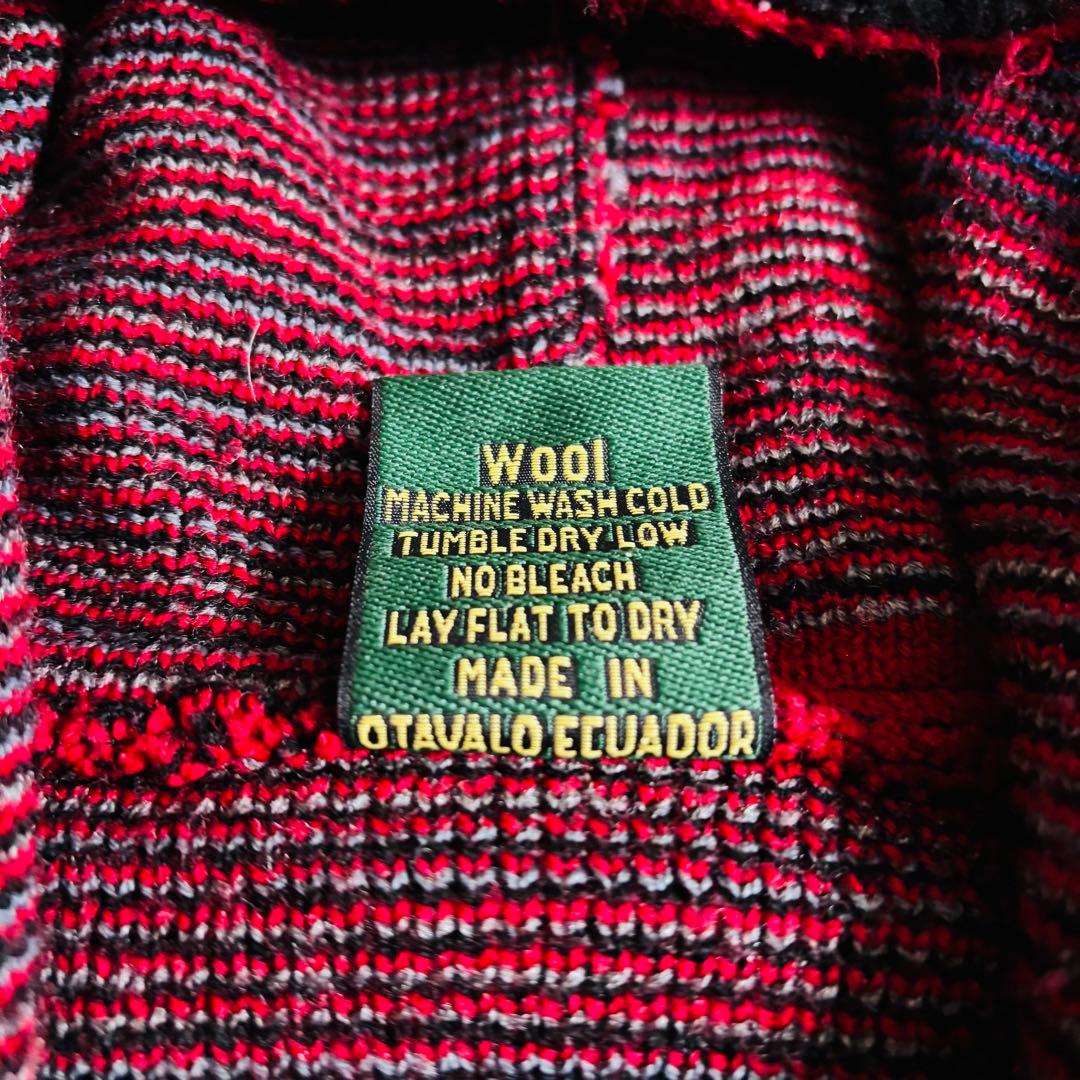 Wool
MACHINE WASH COLD
TUMBLE DRY LOW
NO BLEACH
LAY FLAT TO DRY
MADE IN
OTAVALO ECUADOR